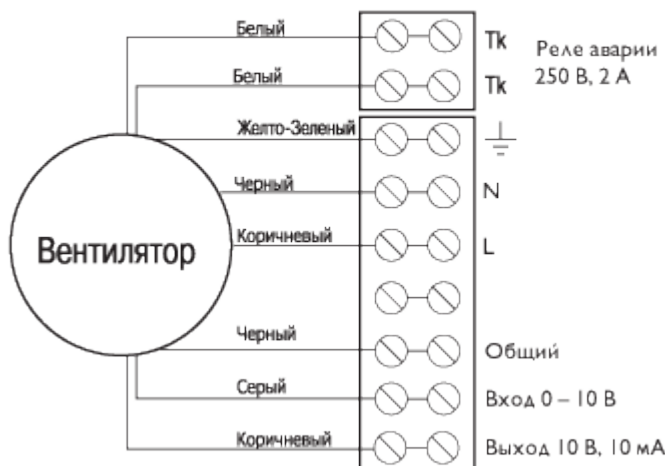 Белый
Tk
Реле аварии
250 В, 2 А
Белый
Tk
Желто-Зеленый
Черный
N
Коричневый
L
Вентилятор
Черный
Общий
Серый
Вход 0 – 10 В
Коричневый
Выход 10 В, 10 мА